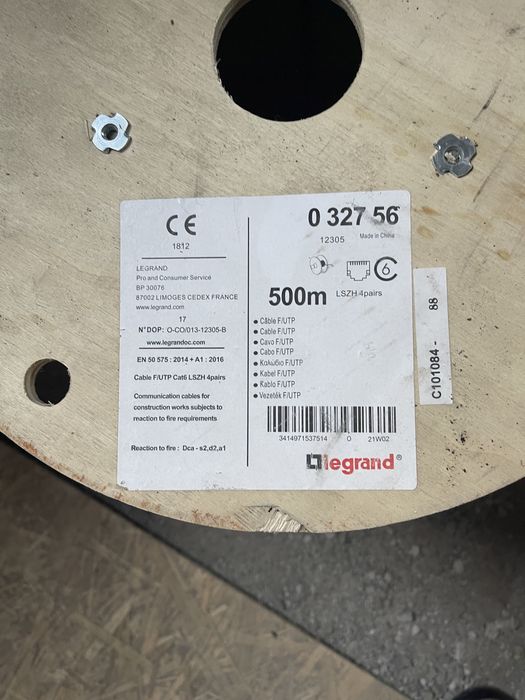 CE
1812
LEGRAND
Pro and Consumer Service
BP 30076
87002 LIMOGES CEDEX FRANCE
www.legrand.com
17
N° DOP: O-CO/013-12305-B
www.legrandoc.com
EN 50 575 : 2014 + A1 : 2016
Cable F/UTP Cat6 LSZH 4pairs
Communication cables for
construction works subjects to
reaction to fire requirements
Reaction to fire : Dca - s2,d2,a1
0 327 56
12305 Made in China
C6
500m LSZH 4pairs
• Câble F/UTP
• Cable F/UTP
• Cavo F/UTP
• Cabo F/UTP
• Καλώδιο F/UTP
• Kabel F/UTP
• Kablo F/UTP
• Vezeték F/UTP
3414971537514 0 21W02
legrand®
C101084 - 88